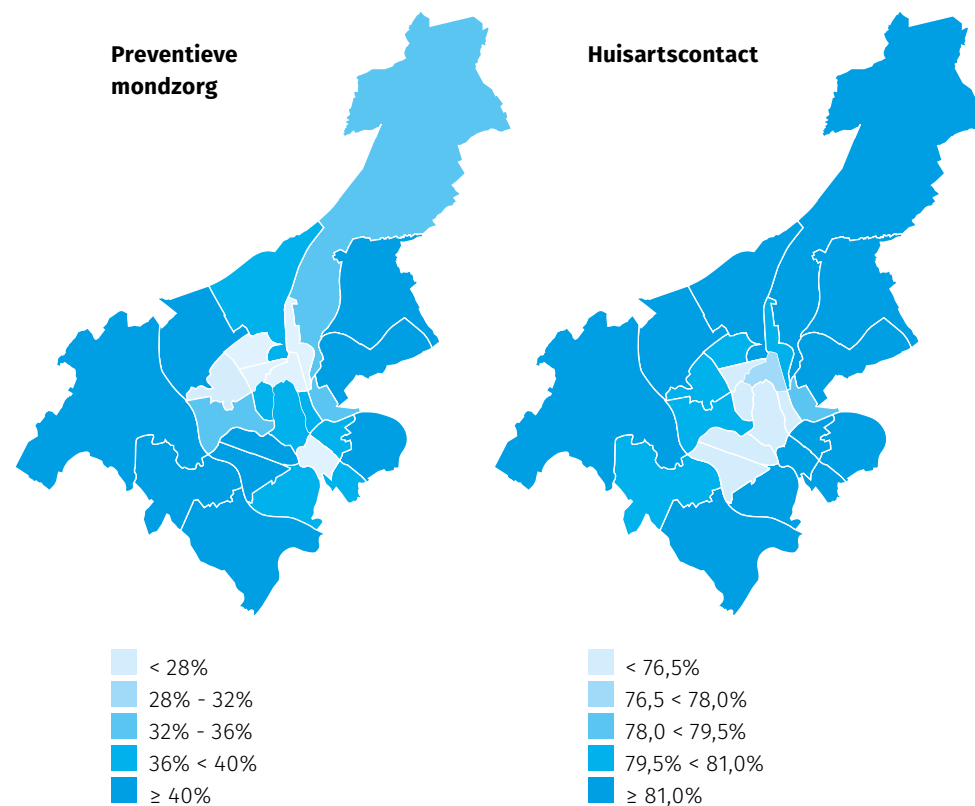 Preventieve
mondzorg
< 28%
28% - 32%
32% - 36%
36% < 40%
≥ 40%
Huisartscontact
< 76,5%
76,5 < 78,0%
78,0 < 79,5%
79,5% < 81,0%
≥ 81,0%